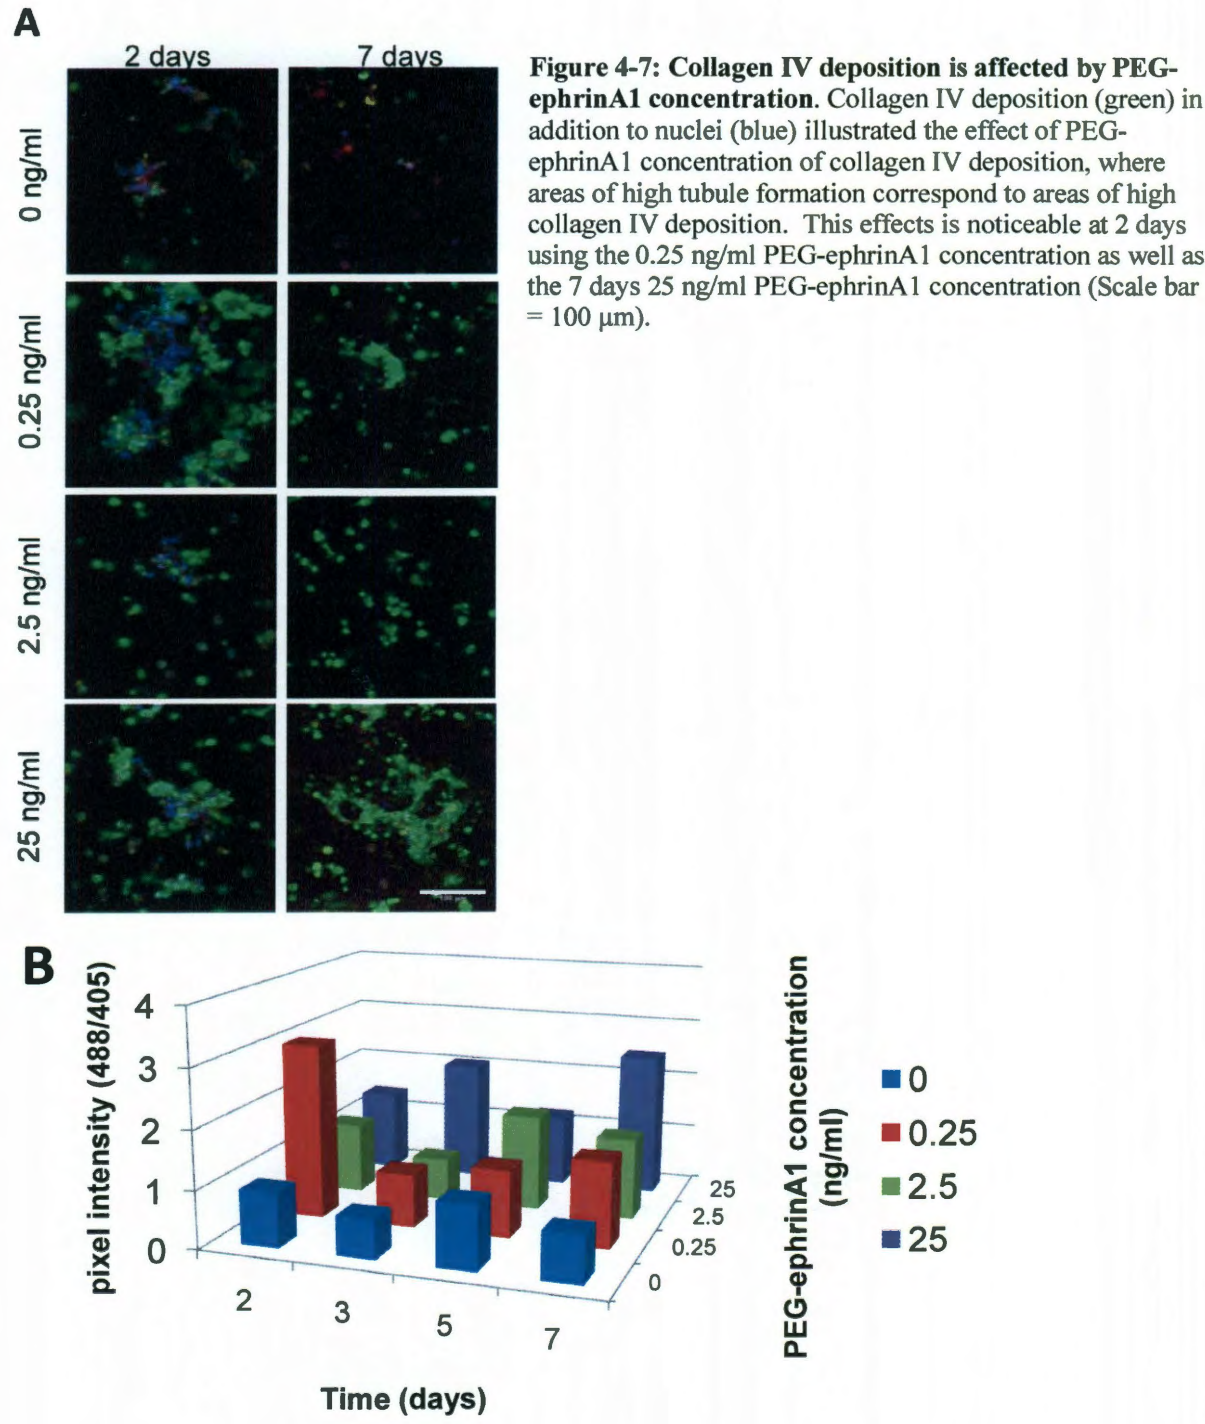 A
2 days
7 days
0 ng/ml
0.25 ng/ml
2.5 ng/ml
25 ng/ml
Figure 4-7: Collagen IV deposition is affected by PEG-
ephrinA1 concentration. Collagen IV deposition (green) in
addition to nuclei (blue) illustrated the effect of PEG-
ephrinA1 concentration of collagen IV deposition, where
areas of high tubule formation correspond to areas of high
collagen IV deposition. This effects is noticeable at 2 days
using the 0.25 ng/ml PEG-ephrinA1 concentration as well as
the 7 days 25 ng/ml PEG-ephrinA1 concentration (Scale bar
= 100 μm).
B
pixel intensity (488/405)
4
3
2
1
0
2
3
5
7
Time (days)
25
2.5
0.25
0
PEG-ephrinA1 concentration
(ng/ml)
0
0.25
2.5
25